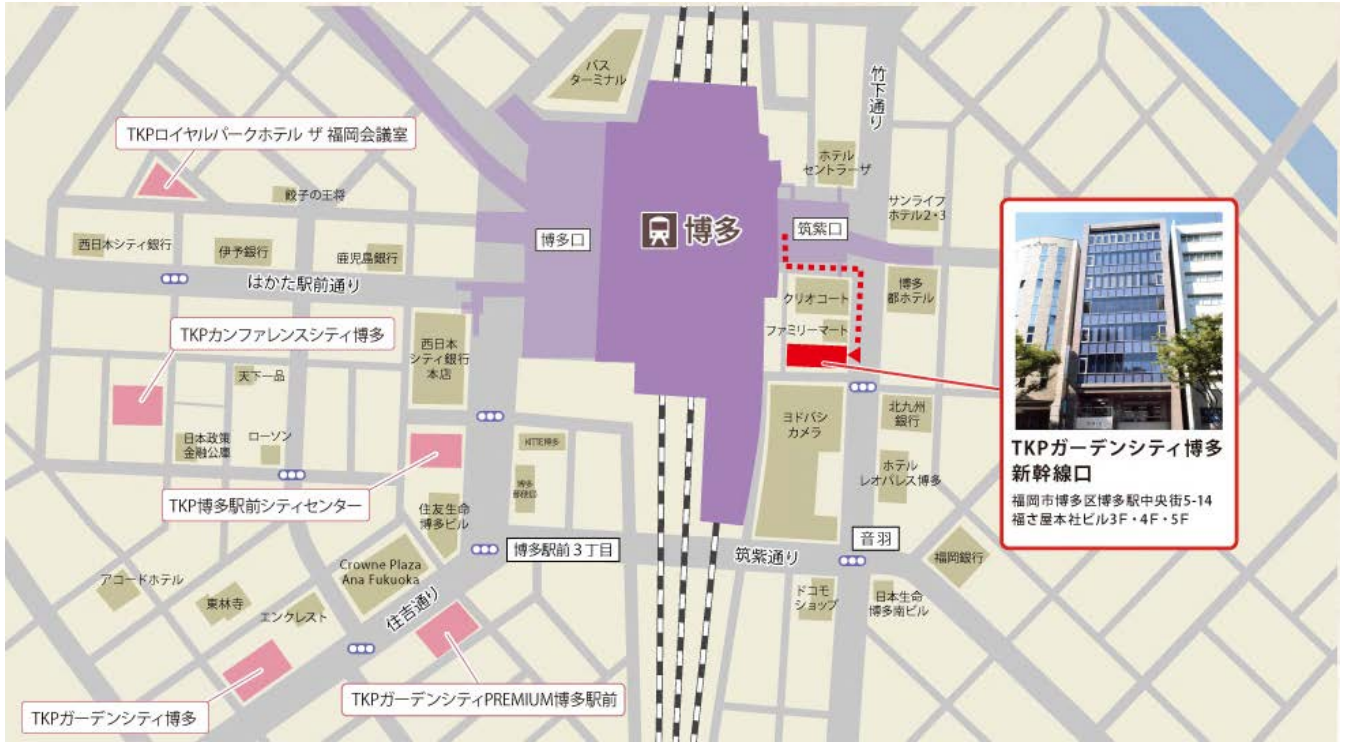 バス
ターミナル
竹下通り
TKPロイヤルパークホテル ザ 福岡会議室
餃子の王将
ホテル
セントラーザ
サンライフ
ホテル2・3
西日本シティ銀行
伊予銀行
鹿児島銀行
博多口
博多
筑紫口
はかた駅前通り
クリオコート
博多
都ホテル
ファミリーマート
TKPカンファレンスシティ博多
西日本
シティ銀行
本店
天下一品
日本政策
金融公庫
ローソン
KITTE博多
博多
郵便局
ヨドバシ
カメラ
北九州
銀行
ホテル
レオパレス博多
TKPガーデンシティ博多
新幹線口
福岡市博多区博多駅中央街5-14
福さ屋本社ビル3F・4F・5F
TKP博多駅前シティセンター
住友生命
博多ビル
博多駅前3丁目
筑紫通り
音羽
福岡銀行
Crowne Plaza
Ana Fukuoka
アコードホテル
東林寺
エンクレスト
住吉通り
ドコモ
ショップ
日本生命
博多南ビル
TKPガーデンシティPREMIUM博多駅前
TKPガーデンシティ博多